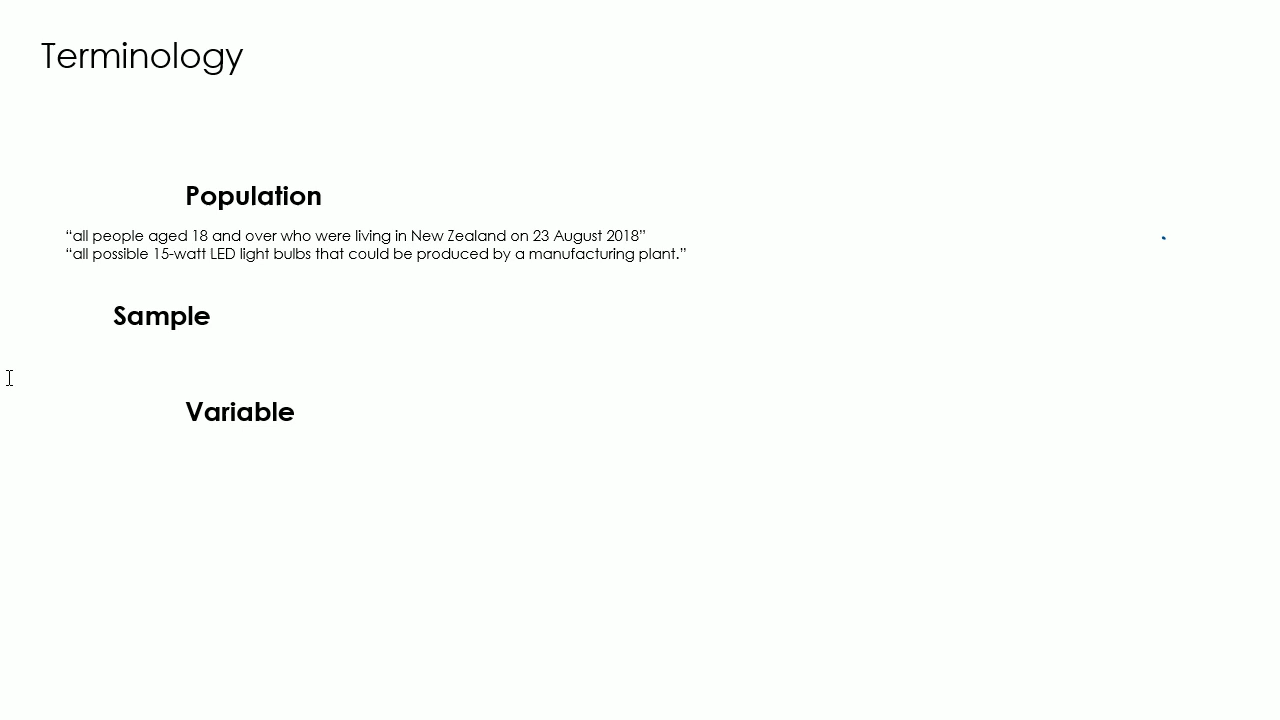 Terminology
Population
“all people aged 18 and over who were living in New Zealand on 23 August 2018”
“all possible 15-watt LED light bulbs that could be produced by a manufacturing plant.”
Sample
Variable